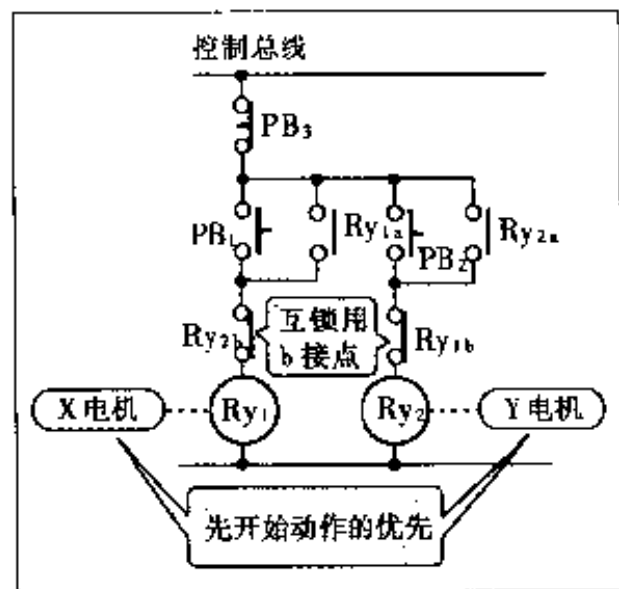 控制总线
PB₃
PB₁
Ry₁ₐ
PB₂
Ry₂ₐ
Ry₂b
互锁用
b接点
Ry₁b
X电机
Ry₁
Ry₂
Y电机
先开始动作的优先